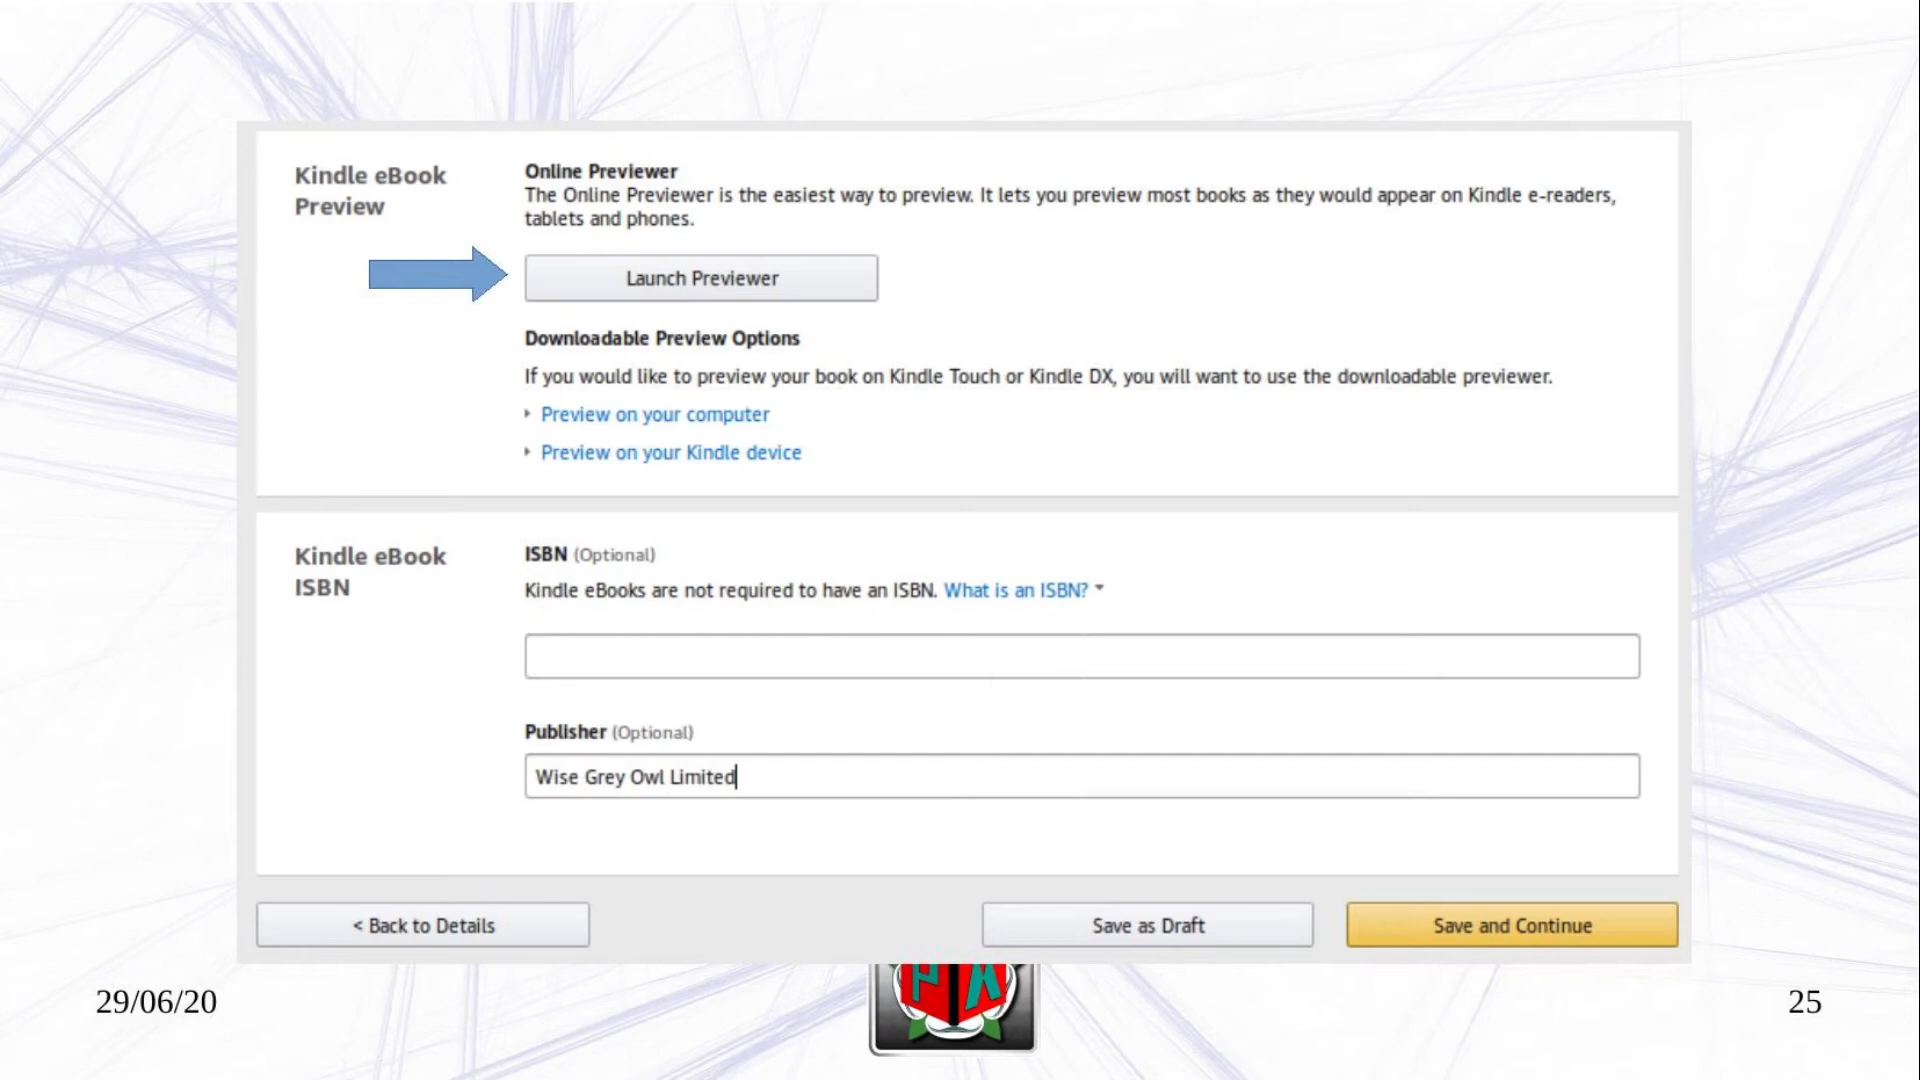 Kindle eBook
Preview
Online Previewer
The Online Previewer is the easiest way to preview. It lets you preview most books as they would appear on Kindle e-readers,
tablets and phones.
Launch Previewer
Downloadable Preview Options
If you would like to preview your book on Kindle Touch or Kindle DX, you will want to use the downloadable previewer.
Preview on your computer
Preview on your Kindle device
Kindle eBook
ISBN
ISBN (Optional)
Kindle eBooks are not required to have an ISBN. What is an ISBN?
Publisher (Optional)
Wise Grey Owl Limited
< Back to Details
Save as Draft
Save and Continue
29/06/20
25